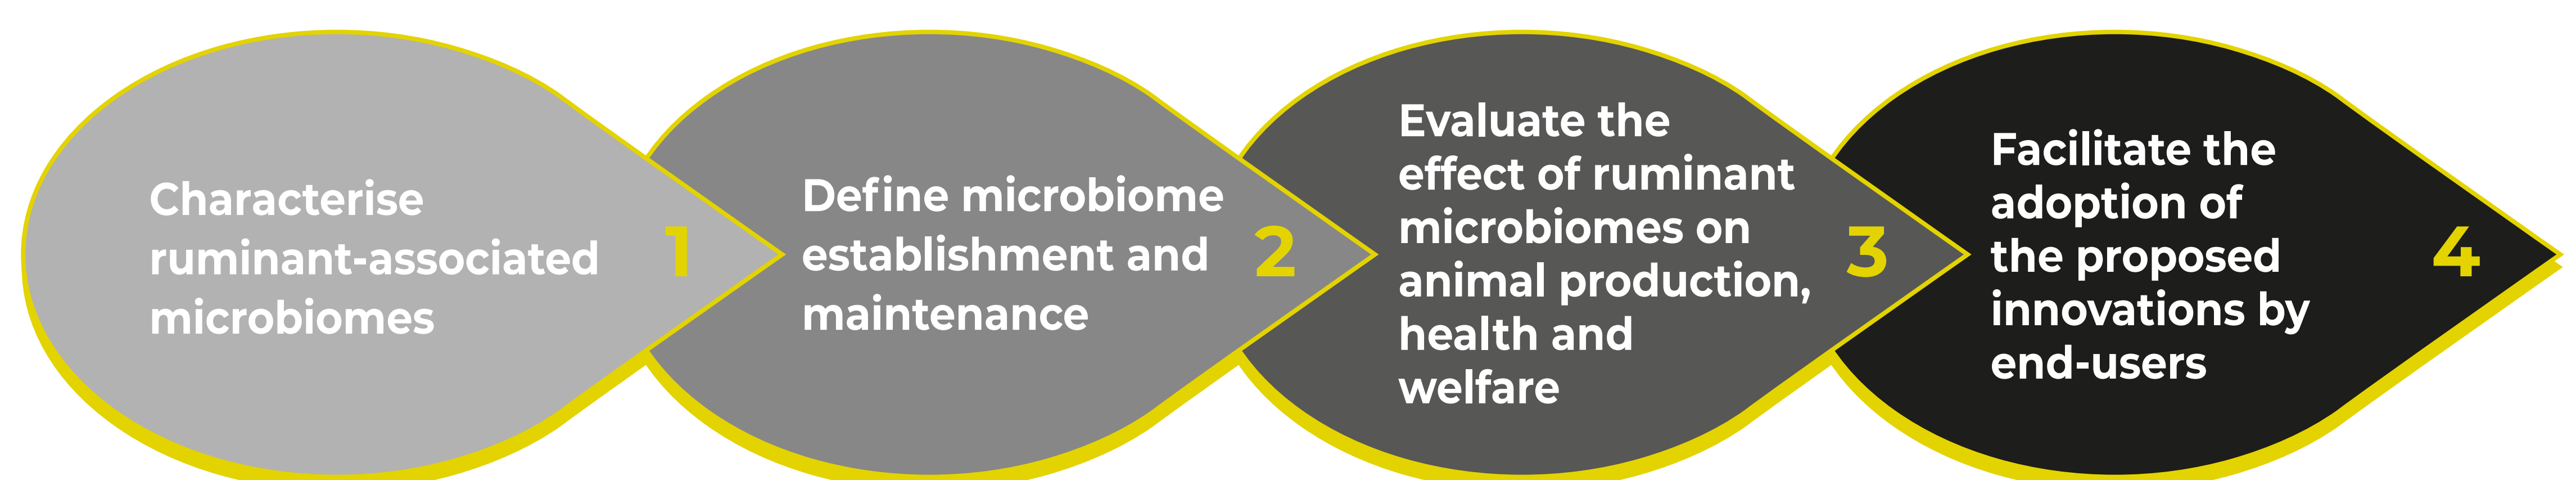 Characterise
ruminant-associated
microbiomes
1
Define microbiome
establishment and
maintenance
2
Evaluate the
effect of ruminant
microbiomes on
animal production,
health and
welfare
3
Facilitate the
adoption of
the proposed
innovations by
end-users
4